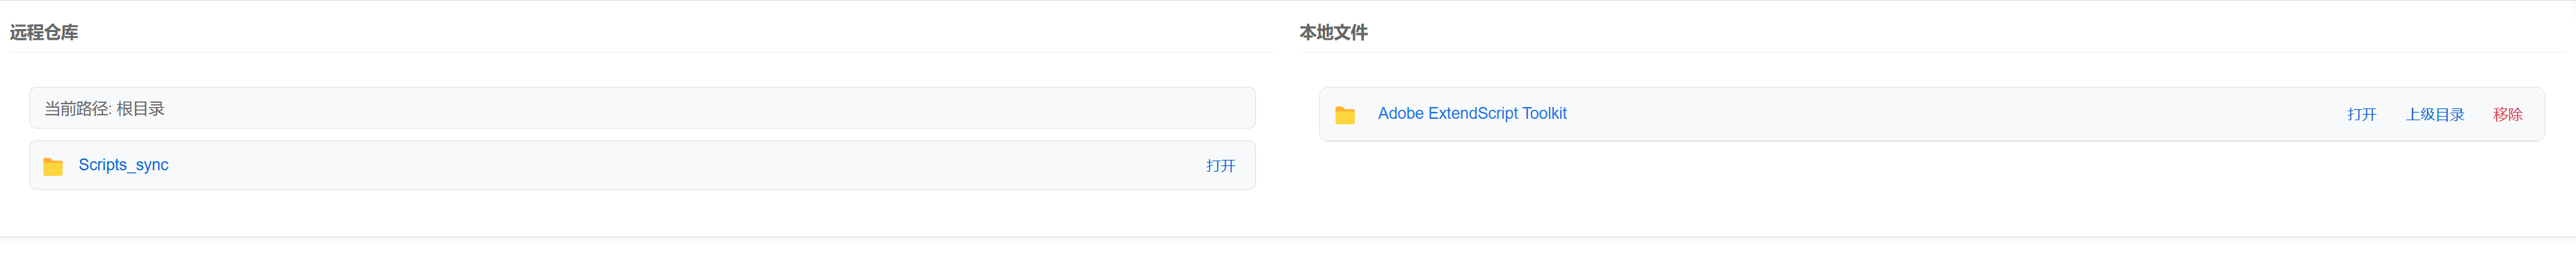 远程仓库
当前路径: 根目录
Scripts_sync 打开
本地文件
Adobe ExtendScript Toolkit 打开 上级目录 移除